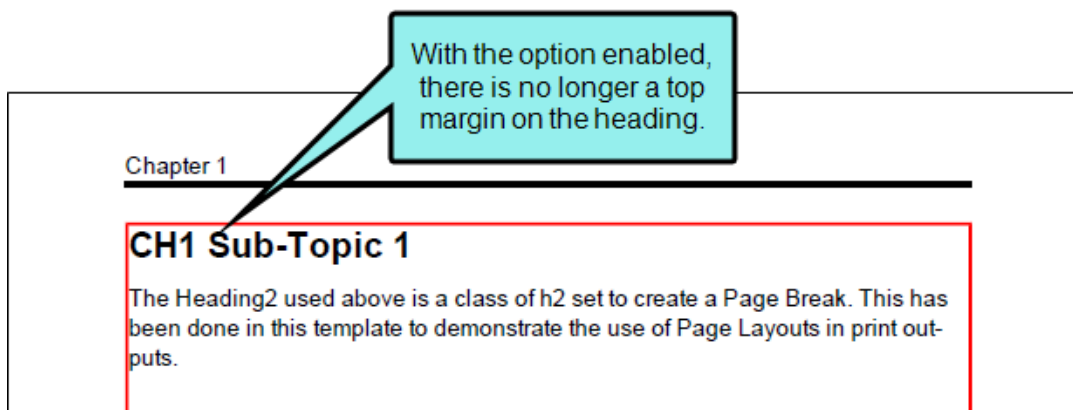 With the option enabled,
there is no longer a top
margin on the heading.
Chapter 1
CH1 Sub-Topic 1
The Heading2 used above is a class of h2 set to create a Page Break. This has
been done in this template to demonstrate the use of Page Layouts in print out-
puts.